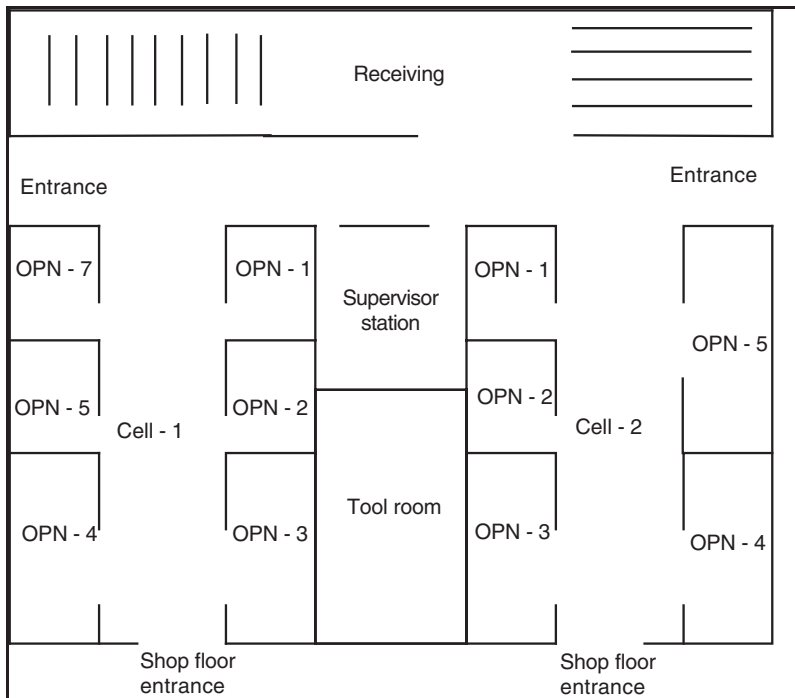 Receiving
Entrance
Entrance
OPN - 7
OPN - 1
OPN - 1
Supervisor
station
OPN - 5
OPN - 5
OPN - 2
OPN - 2
Cell - 1
Cell - 2
Tool room
OPN - 4
OPN - 3
OPN - 3
OPN - 4
Shop floor
entrance
Shop floor
entrance